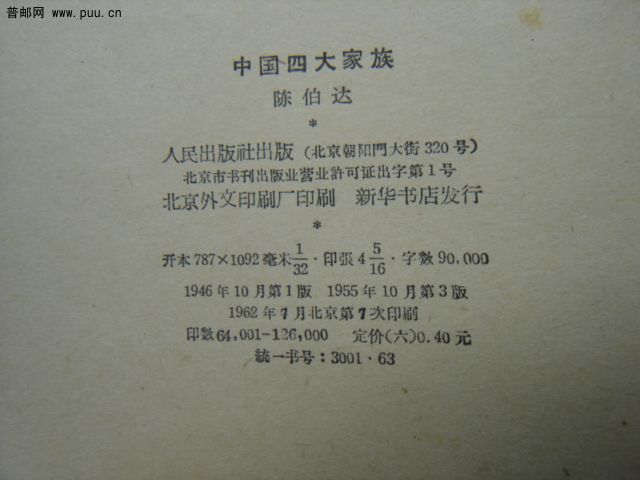 普邮网 www.puu.cn
中国四大家族
陈伯达
*
人民出版社出版（北京朝阳門大街320号）
北京市书刊出版业营业許可证出字第1号
北京外文印刷厂印刷 新华书店发行
*
开本787×1092毫米 1/32·印張4 5/16·字数90,000
1946年10月第1版 1955年10月第3版
1962年7月北京第7次印刷
印数64,001-126,000 定价(六)0.40元
統一书号：3001·63